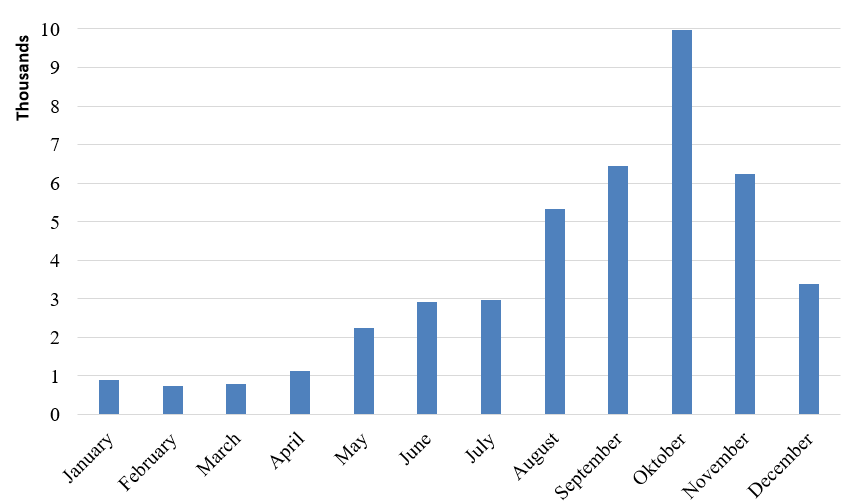 Thousands
10
9
8
7
6
5
4
3
2
1
0
January
February
March
April
May
June
July
August
September
Oktober
November
December